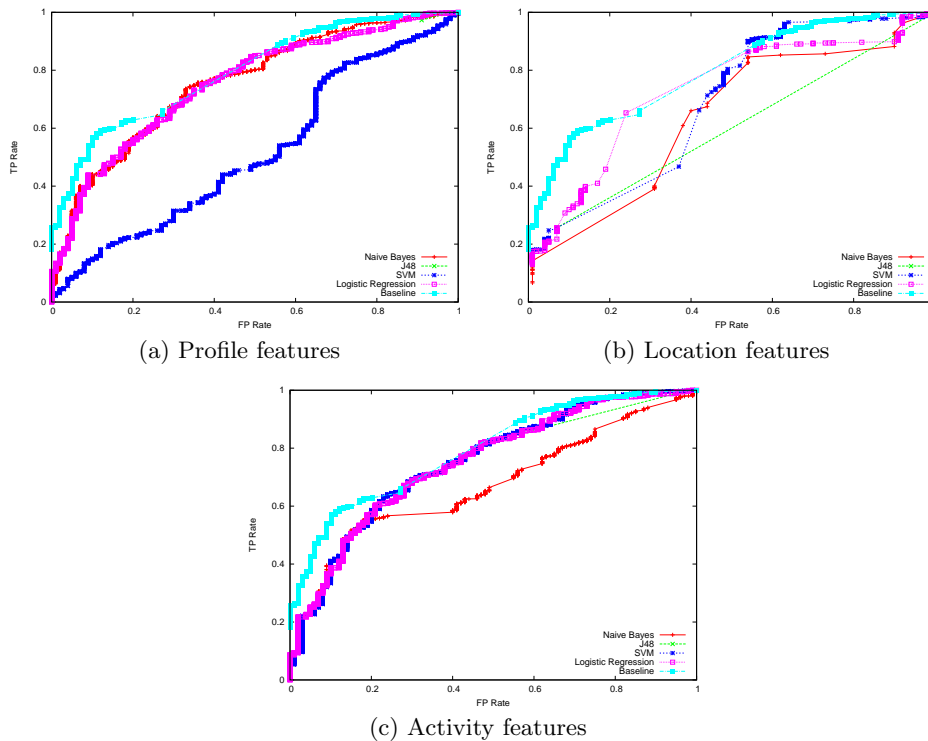 1
0.8
0.6
0.4
0.2
0
TP Rate
0 0.2 0.4 0.6 0.8 1
FP Rate
Naive Bayes
J48
SVM
Logistic Regression
Baseline
(a) Profile features
1
0.8
0.6
0.4
0.2
0
TP Rate
0 0.2 0.4 0.6 0.8
FP Rate
Naive Bayes
J48
SVM
Logistic Regression
Baseline
(b) Location features
1
0.8
0.6
0.4
0.2
0
TP Rate
0 0.2 0.4 0.6 0.8 1
FP Rate
Naive Bayes
J48
SVM
Logistic Regression
Baseline
(c) Activity features